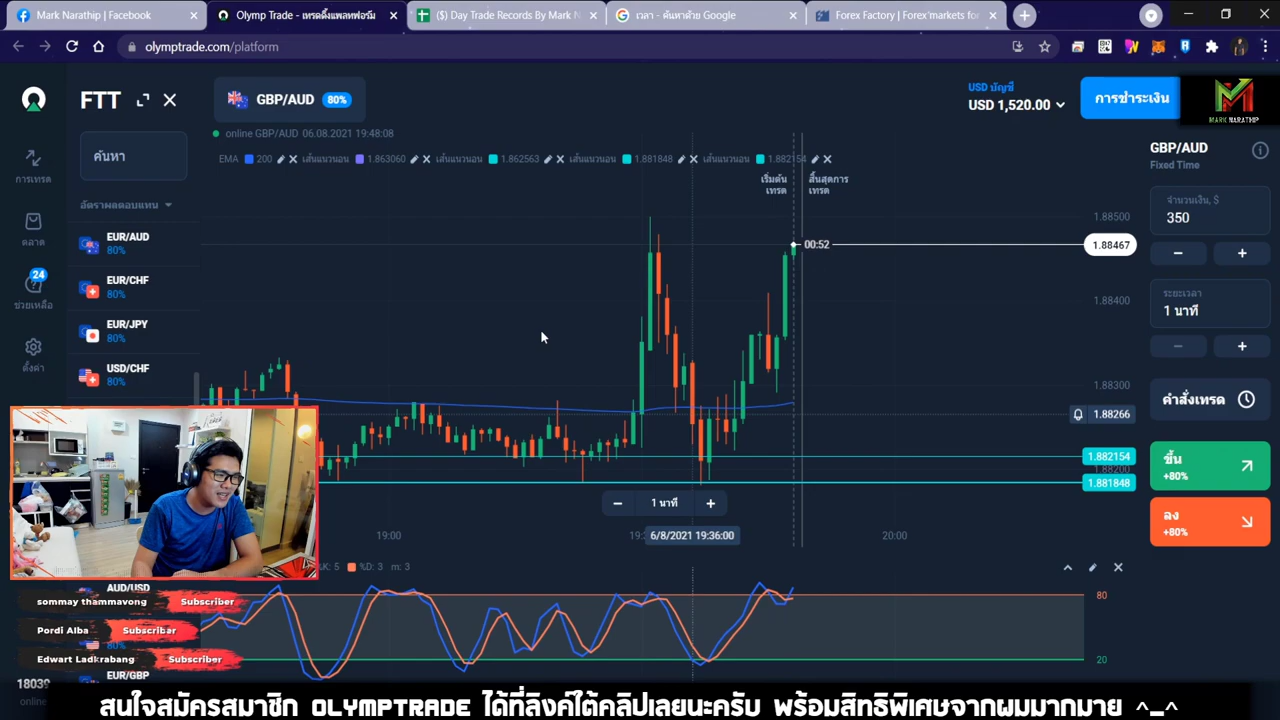 Mark Narathip | Facebook
Olymp Trade - เทรดดิ้งแพลทฟอร์ม
($) Day Trade Records By Mark N
เวลา - ค้นหาด้วย Google
Forex Factory | Forex markets for
olymptrade.com/platform
FTT
GBP/AUD 80%
USD บัญชี
USD 1,520.00
การชำระเงิน
MARK NARATHIP
online GBP/AUD 06.08.2021 19:48:08
EMA 200 เส้นแนวนอน 1.863060 เส้นแนวนอน 1.862563 เส้นแนวนอน 1.881848 เส้นแนวนอน 1.882154
เริ่มต้น
เทรด
สิ้นสุดการ
เทรด
การเทรด
ตลาด
24
ช่วยเหลือ
ตั้งค่า
18039
online
ค้นหา
อัตราผลตอบแทน
EUR/AUD
80%
EUR/CHF
80%
EUR/JPY
80%
USD/CHF
80%
AUD/USD
80%
EUR/GBP
00:52
1.88500
1.88467
1.88400
1.88300
1.88266
1.882154
1.88200
1.881848
1 นาที
19:00
6/8/2021 19:36:00
20:00
K: 5 %D: 3 m: 3
80
20
GBP/AUD
Fixed Time
จำนวนเงิน, $
350
ระยะเวลา
1 นาที
คำสั่งเทรด
ขึ้น
+80%
ลง
+80%
sommay thammavong Subscriber
Pordi Alba Subscriber
Edwart Ladkrabang Subscriber
สนใจสมัครสมาชิก OLYMPTRADE ได้ที่ลิงค์ใต้คลิปเลยนะครับ พร้อมสิทธิพิเศษจากผมมากมาย ^_^